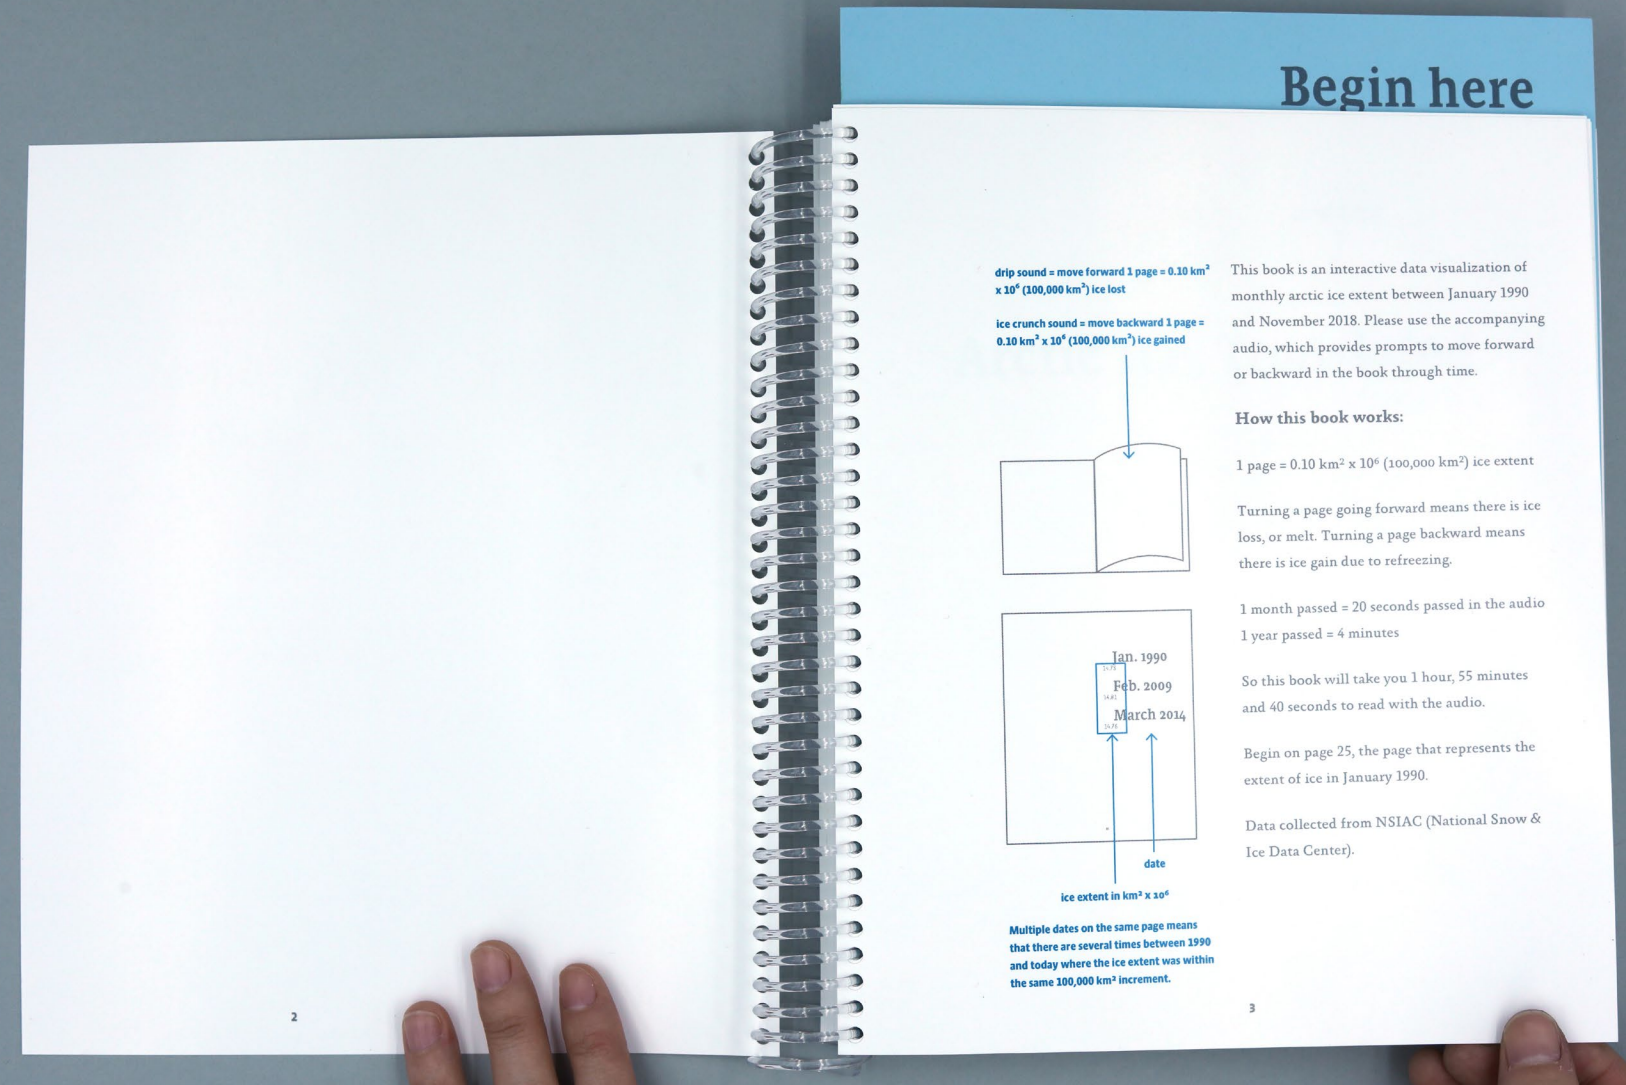 Begin here
drip sound = move forward 1 page = 0.10 km²
x 10⁶ (100,000 km²) ice lost
ice crunch sound = move backward 1 page =
0.10 km² x 10⁶ (100,000 km²) ice gained
Jan. 1990
Feb. 2009
March 2014
date
ice extent in km² x 10⁶
Multiple dates on the same page means
that there are several times between 1990
and today where the ice extent was within
the same 100,000 km² increment.
This book is an interactive data visualization of
monthly arctic ice extent between January 1990
and November 2018. Please use the accompanying
audio, which provides prompts to move forward
or backward in the book through time.
How this book works:
1 page = 0.10 km² x 10⁶ (100,000 km²) ice extent
Turning a page going forward means there is ice
loss, or melt. Turning a page backward means
there is ice gain due to refreezing.
1 month passed = 20 seconds passed in the audio
1 year passed = 4 minutes
So this book will take you 1 hour, 55 minutes
and 40 seconds to read with the audio.
Begin on page 25, the page that represents the
extent of ice in January 1990.
Data collected from NSIAC (National Snow &
Ice Data Center).
2
3